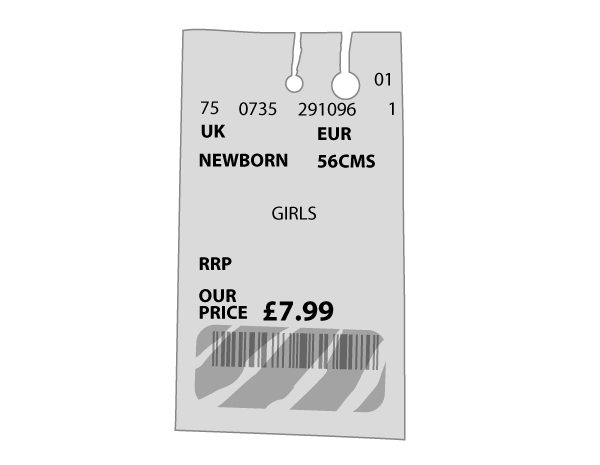 01
75 0735 291096 1
UK EUR
NEWBORN 56CMS
GIRLS
RRP
OUR
PRICE £7.99